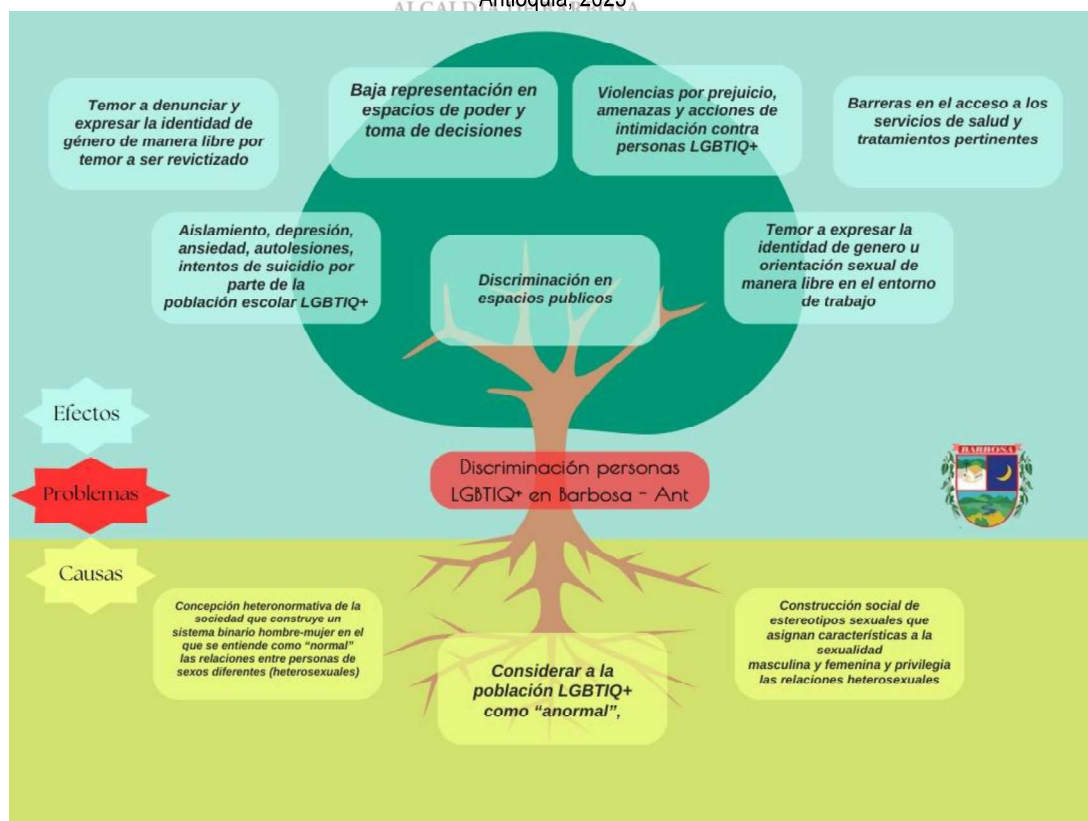 Antioquia, 2023
ALCALDÍA DE BARBOSA
Temor a denunciar y
expresar la identidad de
género de manera libre por
temor a ser revictizado
Baja representación en
espacios de poder y
toma de decisiones
Violencias por prejuicio,
amenazas y acciones de
intimidación contra
personas LGBTIQ+
Barreras en el acceso a los
servicios de salud y
tratamientos pertinentes
Aislamiento, depresión,
ansiedad, autolesiones,
intentos de suicidio por
parte de la
población escolar LGBTIQ+
Discriminación en
espacios publicos
Temor a expresar la
identidad de genero u
orientación sexual de
manera libre en el entorno
de trabajo
Efectos
Problemas
Discriminación personas
LGBTIQ+ en Barbosa - Ant
BARBOSA
Causas
Concepción heteronormativa de la
sociedad que construye un
sistema binario hombre-mujer en el
que se entiende como “normal”
las relaciones entre personas de
sexos diferentes (heterosexuales)
Considerar a la
población LGBTIQ+
como “anormal”,
Construcción social de
estereotipos sexuales que
asignan características a la
sexualidad
masculina y femenina y privilegia
las relaciones heterosexuales